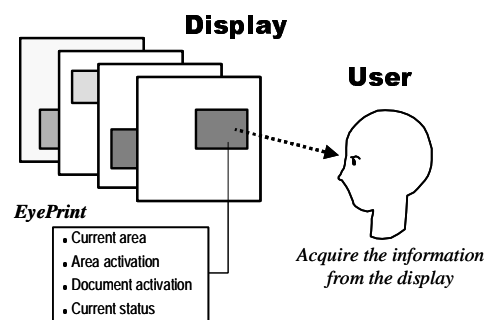 Display
User
EyePrint
• Current area
• Area activation
• Document activation
• Current status
Acquire the information
from the display